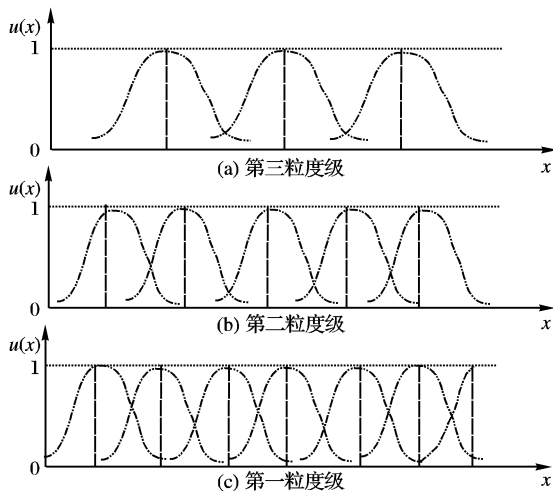 u(x)
1
0
x
(a) 第三粒度级
u(x)
1
0
x
(b) 第二粒度级
u(x)
1
0
x
(c) 第一粒度级